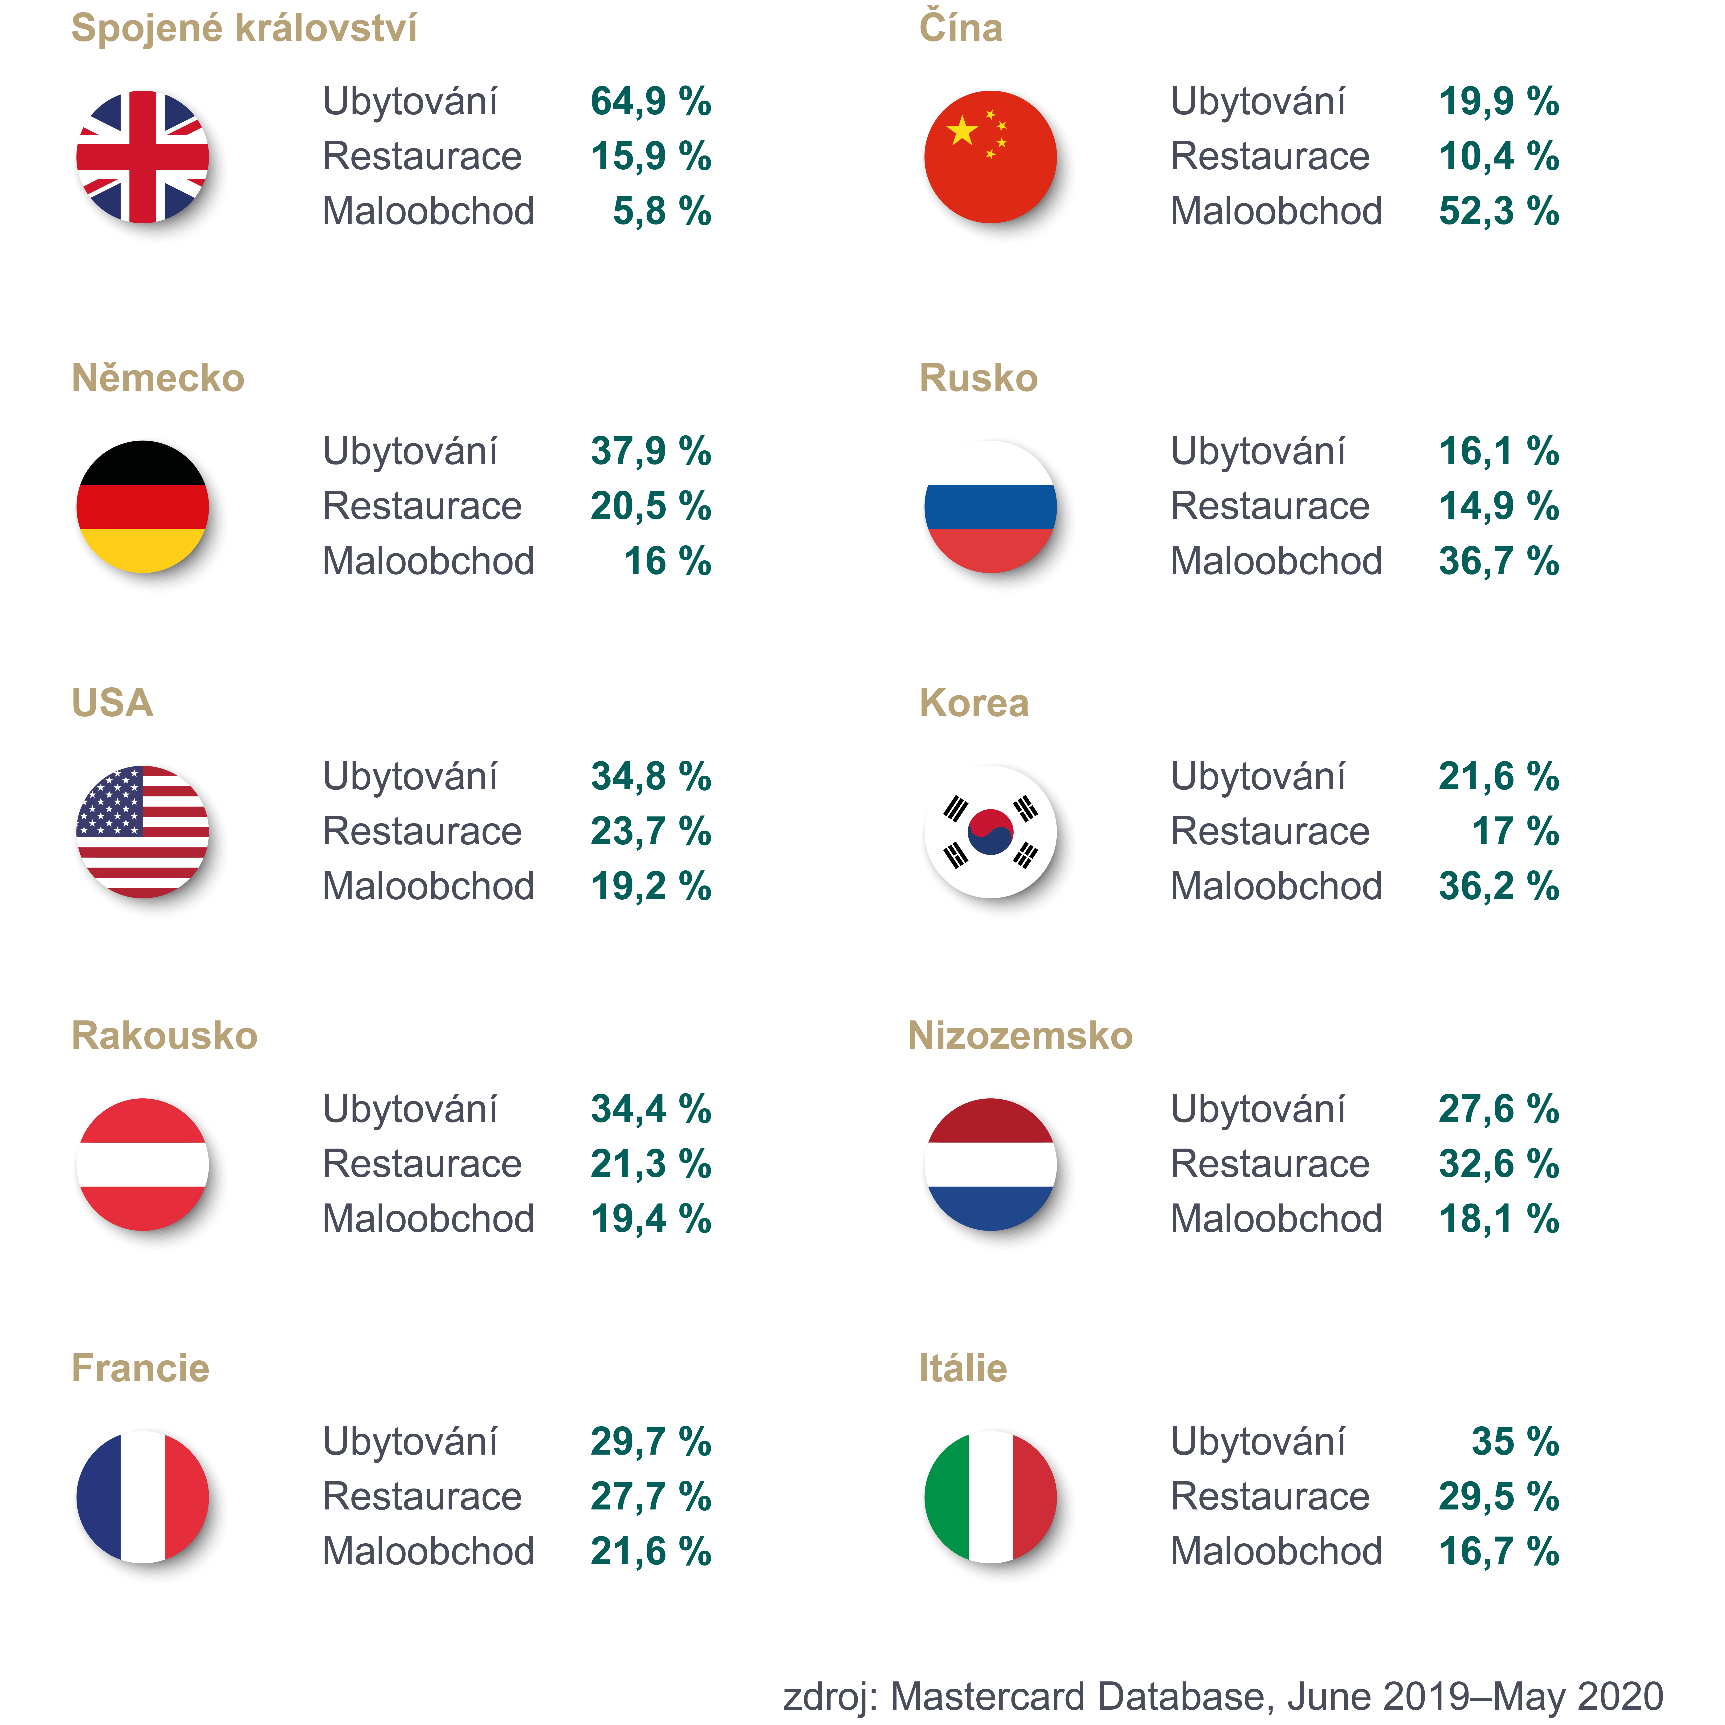 Spojené království
Ubytování 64,9 %
Restaurace 15,9 %
Maloobchod 5,8 %
Čína
Ubytování 19,9 %
Restaurace 10,4 %
Maloobchod 52,3 %
Německo
Ubytování 37,9 %
Restaurace 20,5 %
Maloobchod 16 %
Rusko
Ubytování 16,1 %
Restaurace 14,9 %
Maloobchod 36,7 %
USA
Ubytování 34,8 %
Restaurace 23,7 %
Maloobchod 19,2 %
Korea
Ubytování 21,6 %
Restaurace 17 %
Maloobchod 36,2 %
Rakousko
Ubytování 34,4 %
Restaurace 21,3 %
Maloobchod 19,4 %
Nizozemsko
Ubytování 27,6 %
Restaurace 32,6 %
Maloobchod 18,1 %
Francie
Ubytování 29,7 %
Restaurace 27,7 %
Maloobchod 21,6 %
Itálie
Ubytování 35 %
Restaurace 29,5 %
Maloobchod 16,7 %
zdroj: Mastercard Database, June 2019–May 2020